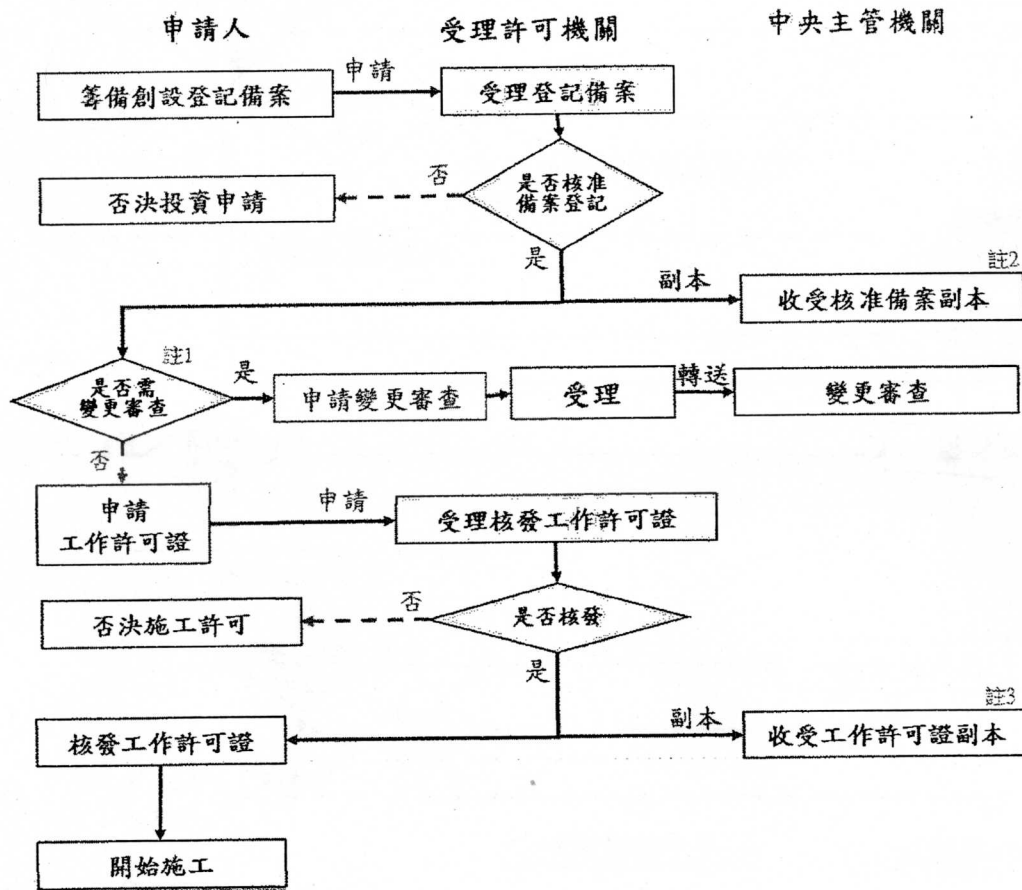 申請人 受理許可機關 中央主管機關
籌備創設登記備案 申請 受理登記備案
否決投資申請 否 是否核准
備案登記
是
註2
副本 收受核准備案副本
註1
是否需
變更審查 是 申請變更審查 受理 轉送 變更審查
否
申請
工作許可證 申請 受理核發工作許可證
否決施工許可 否 是否核發
是
註3
核發工作許可證 副本 收受工作許可證副本
開始施工